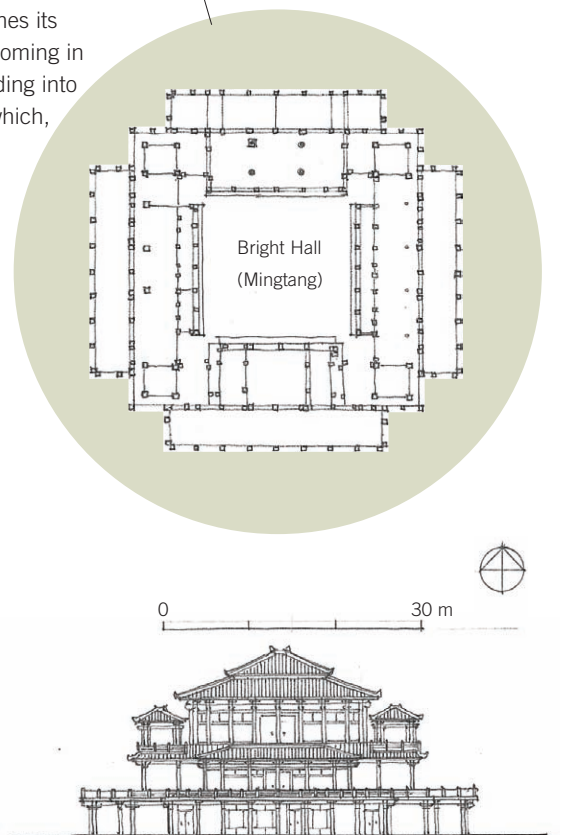 nes its
oming in
ding into
which,
Bright Hall
(Mingtang)
0 30 m